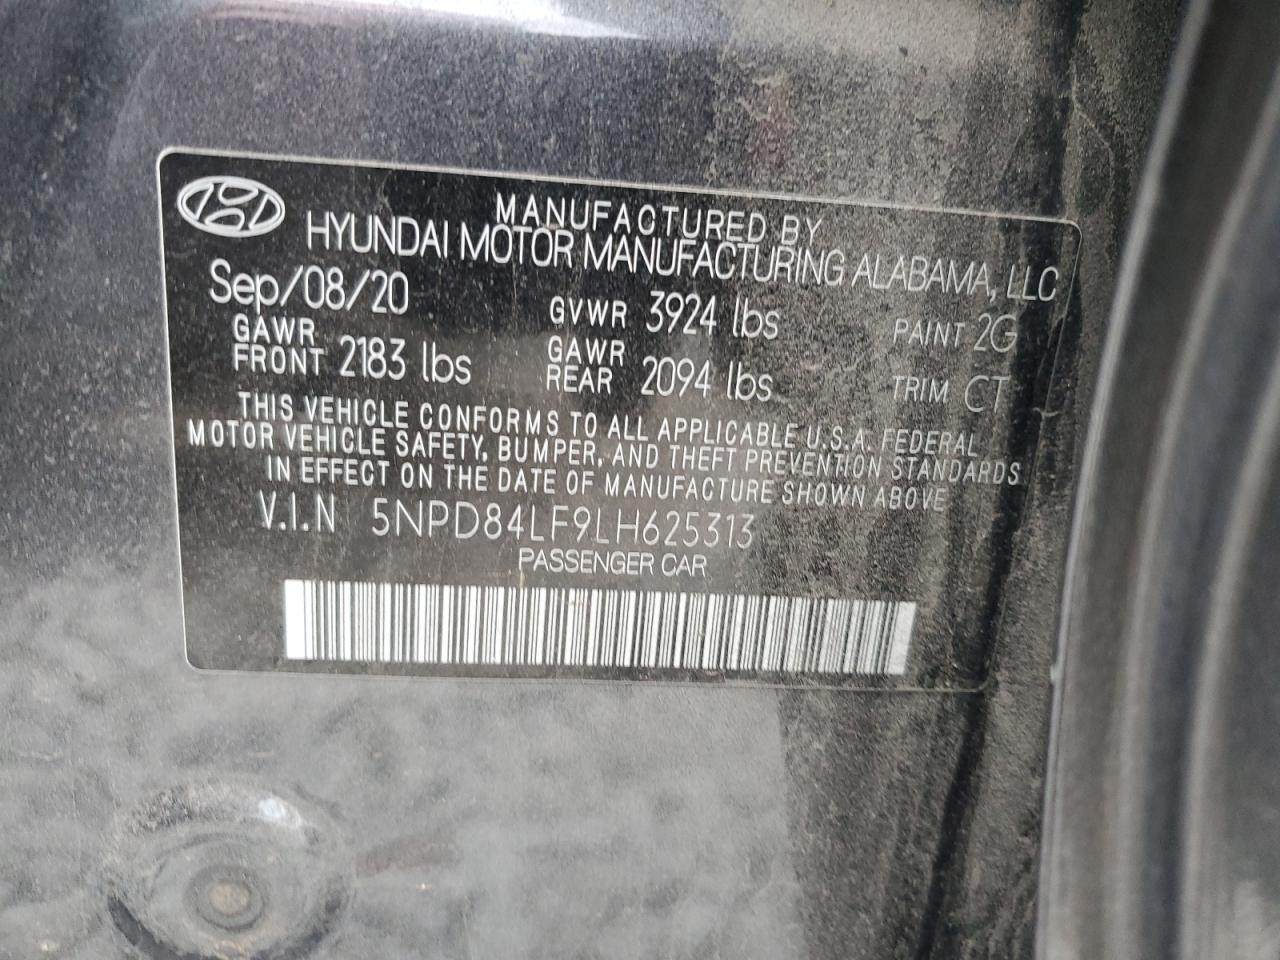 MANUFACTURED BY
HYUNDAI MOTOR MANUFACTURING ALABAMA, LLC
Sep/08/20 GVWR 3924 lbs PAINT 2G
GAWR FRONT 2183 lbs GAWR REAR 2094 lbs TRIM CT
THIS VEHICLE CONFORMS TO ALL APPLICABLE U.S.A. FEDERAL
MOTOR VEHICLE SAFETY, BUMPER, AND THEFT PREVENTION STANDARDS
IN EFFECT ON THE DATE OF MANUFACTURE SHOWN ABOVE
V.I.N 5NPD84LF9LH625313
PASSENGER CAR